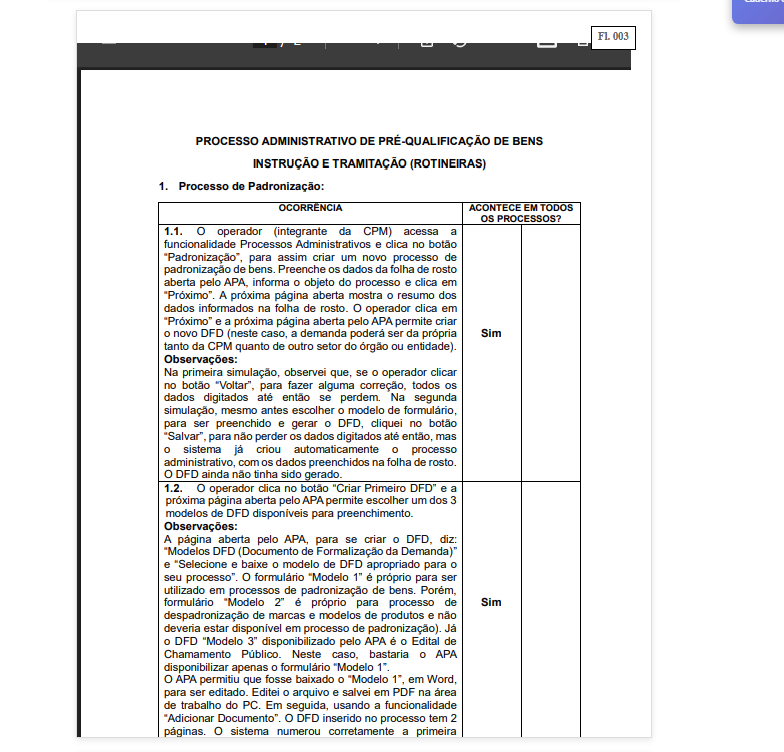 Fl. 003
PROCESSO ADMINISTRATIVO DE PRÉ-QUALIFICAÇÃO DE BENS
INSTRUÇÃO E TRAMITAÇÃO (ROTINEIRAS)
1. Processo de Padronização:
OCORRÊNCIA
ACONTECE EM TODOS
OS PROCESSOS?
1.1. O operador (integrante da CPM) acessa a
funcionalidade Processos Administrativos e clica no botão
“Padronização”, para assim criar um novo processo de
padronização de bens. Preenche os dados da folha de rosto
aberta pelo APA, informa o objeto do processo e clica em
“Próximo”. A próxima página aberta mostra o resumo dos
dados informados na folha de rosto. O operador clica em
“Próximo” e a próxima página aberta pelo APA permite criar
o novo DFD (neste caso, a demanda poderá ser da própria
tanto da CPM quanto de outro setor do órgão ou entidade).
Observações:
Na primeira simulação, observei que, se o operador clicar
no botão “Voltar”, para fazer alguma correção, todos os
dados digitados até então se perdem. Na segunda
simulação, mesmo antes escolher o modelo de formulário,
para ser preenchido e gerar o DFD, cliquei no botão
“Salvar”, para não perder os dados digitados até então, mas
o sistema já criou automaticamente o processo
administrativo, com os dados preenchidos na folha de rosto.
O DFD ainda não tinha sido gerado.
Sim
1.2. O operador clica no botão “Criar Primeiro DFD” e a
próxima página aberta pelo APA permite escolher um dos 3
modelos de DFD disponíveis para preenchimento.
Observações:
A página aberta pelo APA, para se criar o DFD, diz:
“Modelos DFD (Documento de Formalização da Demanda)”
e “Selecione e baixe o modelo de DFD apropriado para o
seu processo”. O formulário “Modelo 1” é próprio para ser
utilizado em processos de padronização de bens. Porém,
formulário “Modelo 2” é próprio para processo de
despadronização de marcas e modelos de produtos e não
deveria estar disponível em processo de padronização). Já
o DFD “Modelo 3” disponibilizado pelo APA é o Edital de
Chamamento Público. Neste caso, bastaria o APA
disponibilizar apenas o formulário “Modelo 1”.
O APA permitiu que fosse baixado o “Modelo 1”, em Word,
para ser editado. Editei o arquivo e salvei em PDF na área
de trabalho do PC. Em seguida, usando a funcionalidade
“Adicionar Documento”. O DFD inserido no processo tem 2
páginas. O sistema numerou corretamente a primeira
Sim